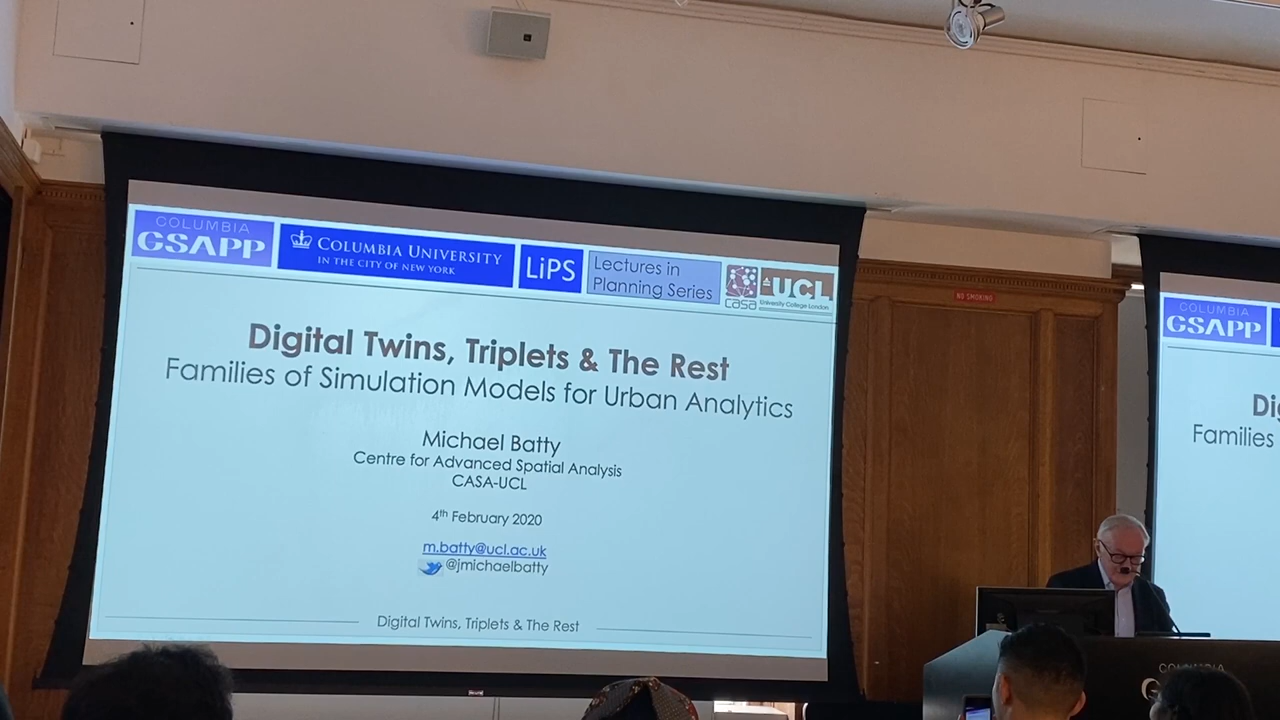 COLUMBIA
GSAPP
COLUMBIA UNIVERSITY
IN THE CITY OF NEW YORK
LiPS
Lectures in
Planning Series
casa
UCL
University College London
Digital Twins, Triplets & The Rest
Families of Simulation Models for Urban Analytics
Michael Batty
Centre for Advanced Spatial Analysis
CASA-UCL
4th February 2020
m.batty@ucl.ac.uk
@jmichaelbatty
Digital Twins, Triplets & The Rest
NO SMOKING
COLUMBIA
GSAPP
Dig
Families
COLUMBIA